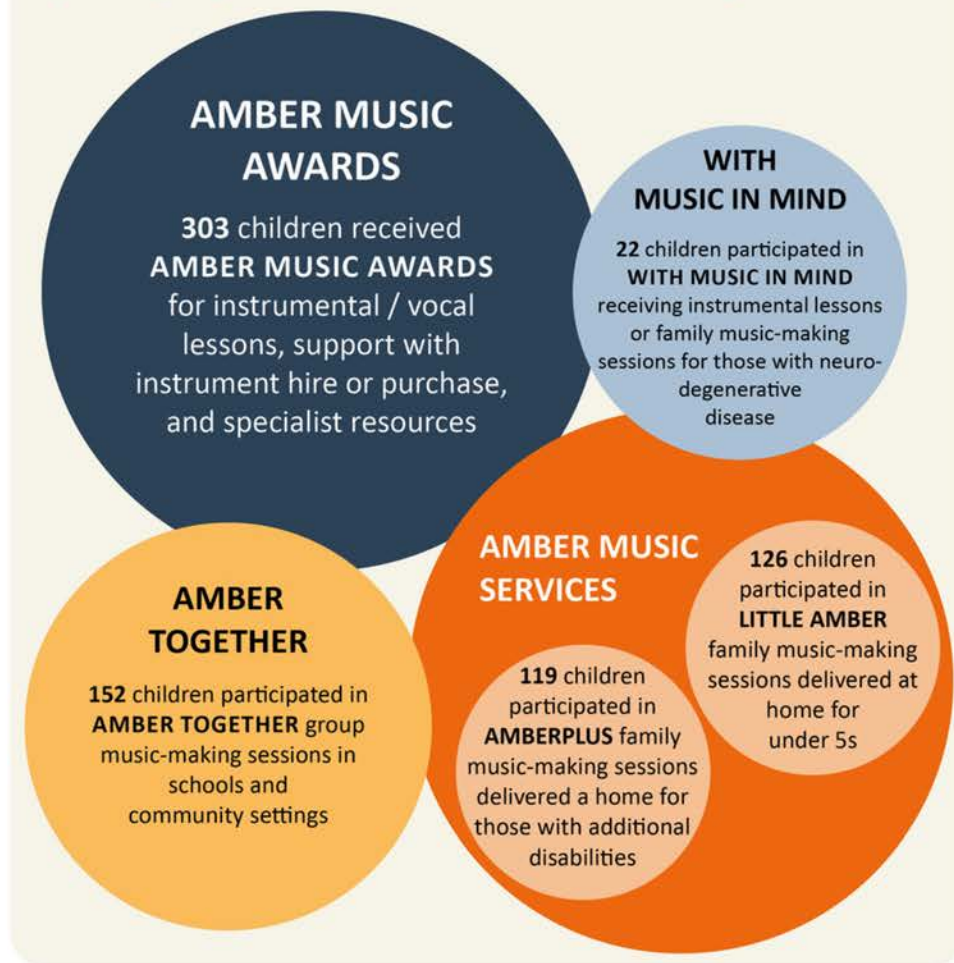 AMBER MUSIC
AWARDS
303 children received
AMBER MUSIC AWARDS
for instrumental / vocal
lessons, support with
instrument hire or purchase,
and specialist resources
WITH
MUSIC IN MIND
22 children participated in
WITH MUSIC IN MIND
receiving instrumental lessons
or family music-making
sessions for those with neuro-
degenerative
disease
AMBER
TOGETHER
152 children participated in
AMBER TOGETHER group
music-making sessions in
schools and
community settings
AMBER MUSIC
SERVICES
119 children
participated in
AMBERPLUS family
music-making sessions
delivered a home for
those with additional
disabilities
126 children
participated in
LITTLE AMBER
family music-making
sessions delivered at
home for
under 5s